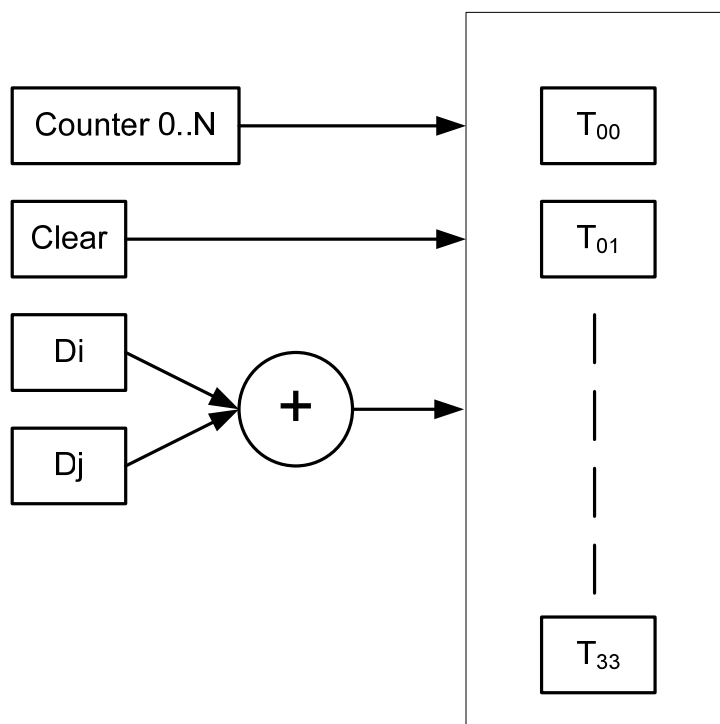 Counter 0..N
T₀₀
Clear
T₀₁
Di
+
Dj
T₃₃